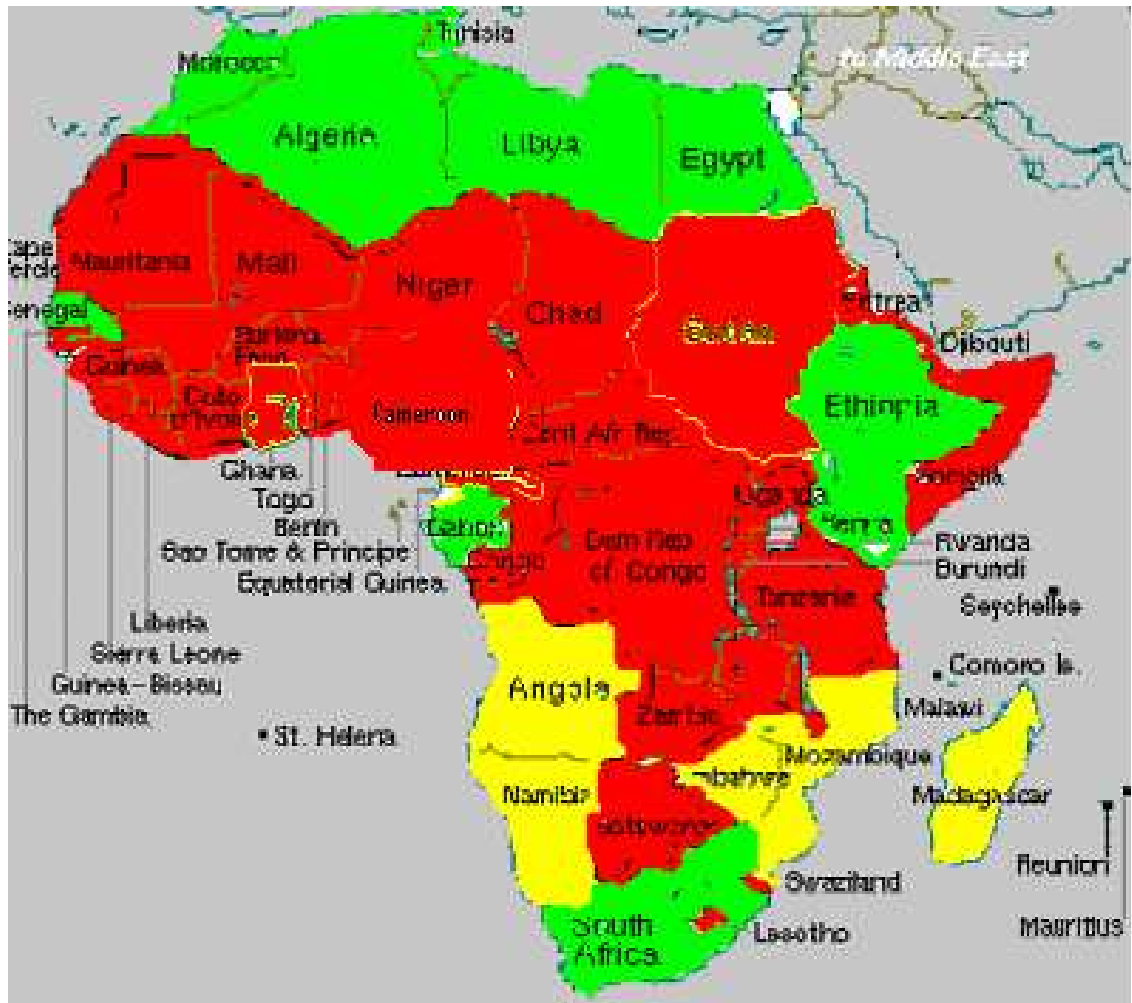 Tunisia
Morocco
to Middle East
Algeria
Libya
Egypt
Cape
Verde
Mauritania
Mali
Niger
Chad
Sudan
Eritrea
Senegal
Djibouti
Burkina
Guinea
Cote
D'Ivoire
Cameroon
Cent Afr Rep
Ethiopia
Somalia
Ghana
Togo
Benin
Sao Tome & Principe
Equatorial Guinea
Gabon
Congo
Dem Rep
of Congo
Uganda
Kenya
Rwanda
Burundi
Tanzania
Seychelles
Liberia
Sierra Leone
Guinea-Bissau
The Gambia
St. Helena
Comoro Is.
Angola
Zambia
Malawi
Mozambique
Namibia
mbabwe
Madagascar
Botswana
Reunion
Swaziland
South
Africa
Lesotho
Mauritius